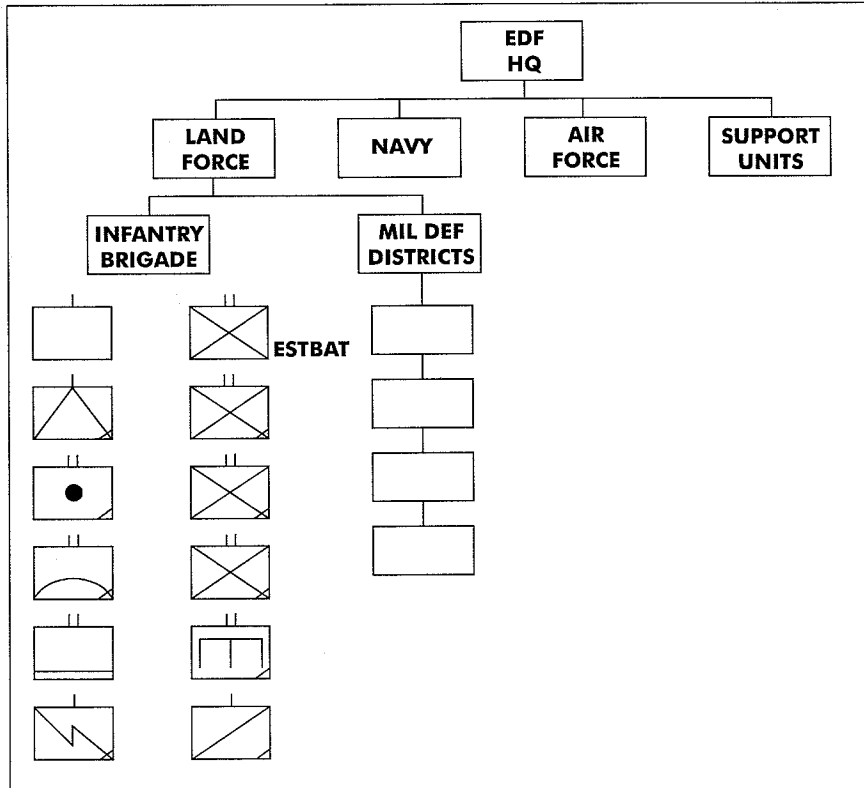 EDF
HQ
LAND
FORCE
NAVY
AIR
FORCE
SUPPORT
UNITS
INFANTRY
BRIGADE
MIL DEF
DISTRICTS
ESTBAT